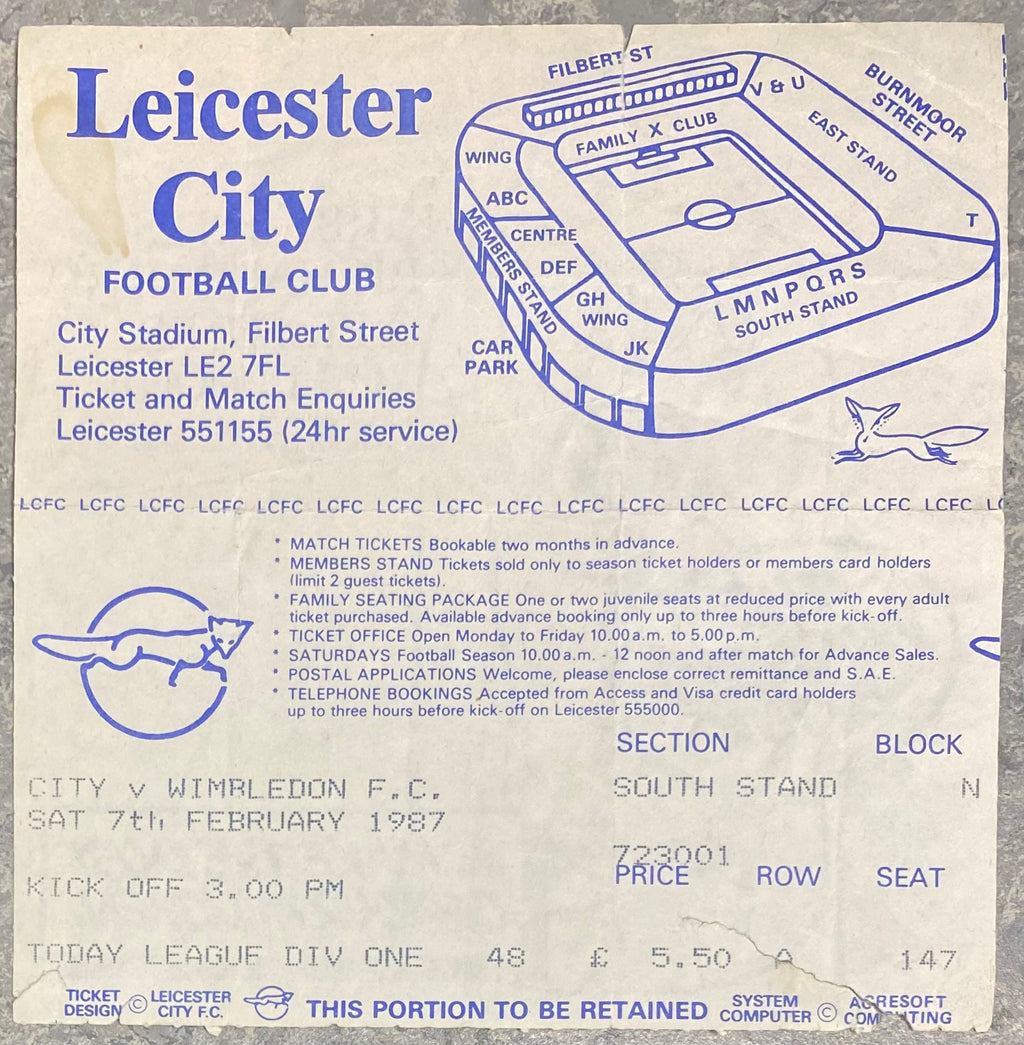 Leicester
City
FOOTBALL CLUB
City Stadium, Filbert Street
Leicester LE2 7FL
Ticket and Match Enquiries
Leicester 551155 (24hr service)
FILBERT ST
BURNMOOR
STREET
V & U
EAST STAND
FAMILY X CLUB
WING
ABC
T
MEMBERS STAND
CENTRE
DEF
GH
WING
JK
L M N P Q R S
SOUTH STAND
CAR
PARK
LCFC LCFC LCFC LCFC LCFC LCFC LCFC LCFC LCFC LCFC LCFC LCFC LCFC LCFC LCFC LCFC LC
* MATCH TICKETS Bookable two months in advance.
* MEMBERS STAND Tickets sold only to season ticket holders or members card holders
(limit 2 guest tickets).
* FAMILY SEATING PACKAGE One or two juvenile seats at reduced price with every adult
ticket purchased. Available advance booking only up to three hours before kick-off.
* TICKET OFFICE Open Monday to Friday 10.00a.m. to 5.00p.m.
* SATURDAYS Football Season 10.00a.m. - 12 noon and after match for Advance Sales.
* POSTAL APPLICATIONS Welcome, please enclose correct remittance and S.A.E.
* TELEPHONE BOOKINGS Accepted from Access and Visa credit card holders
up to three hours before kick-off on Leicester 555000.
SECTION BLOCK
CITY v WIMBLEDON F.C. SOUTH STAND N
SAT 7th FEBRUARY 1987
723001
PRICE ROW SEAT
KICK OFF 3.00 PM
TODAY LEAGUE DIV ONE 48 £ 5.50 A 147
TICKET
DESIGN © LEICESTER
CITY F.C.
THIS PORTION TO BE RETAINED
SYSTEM
COMPUTER © AGRESOFT
COMPUTING